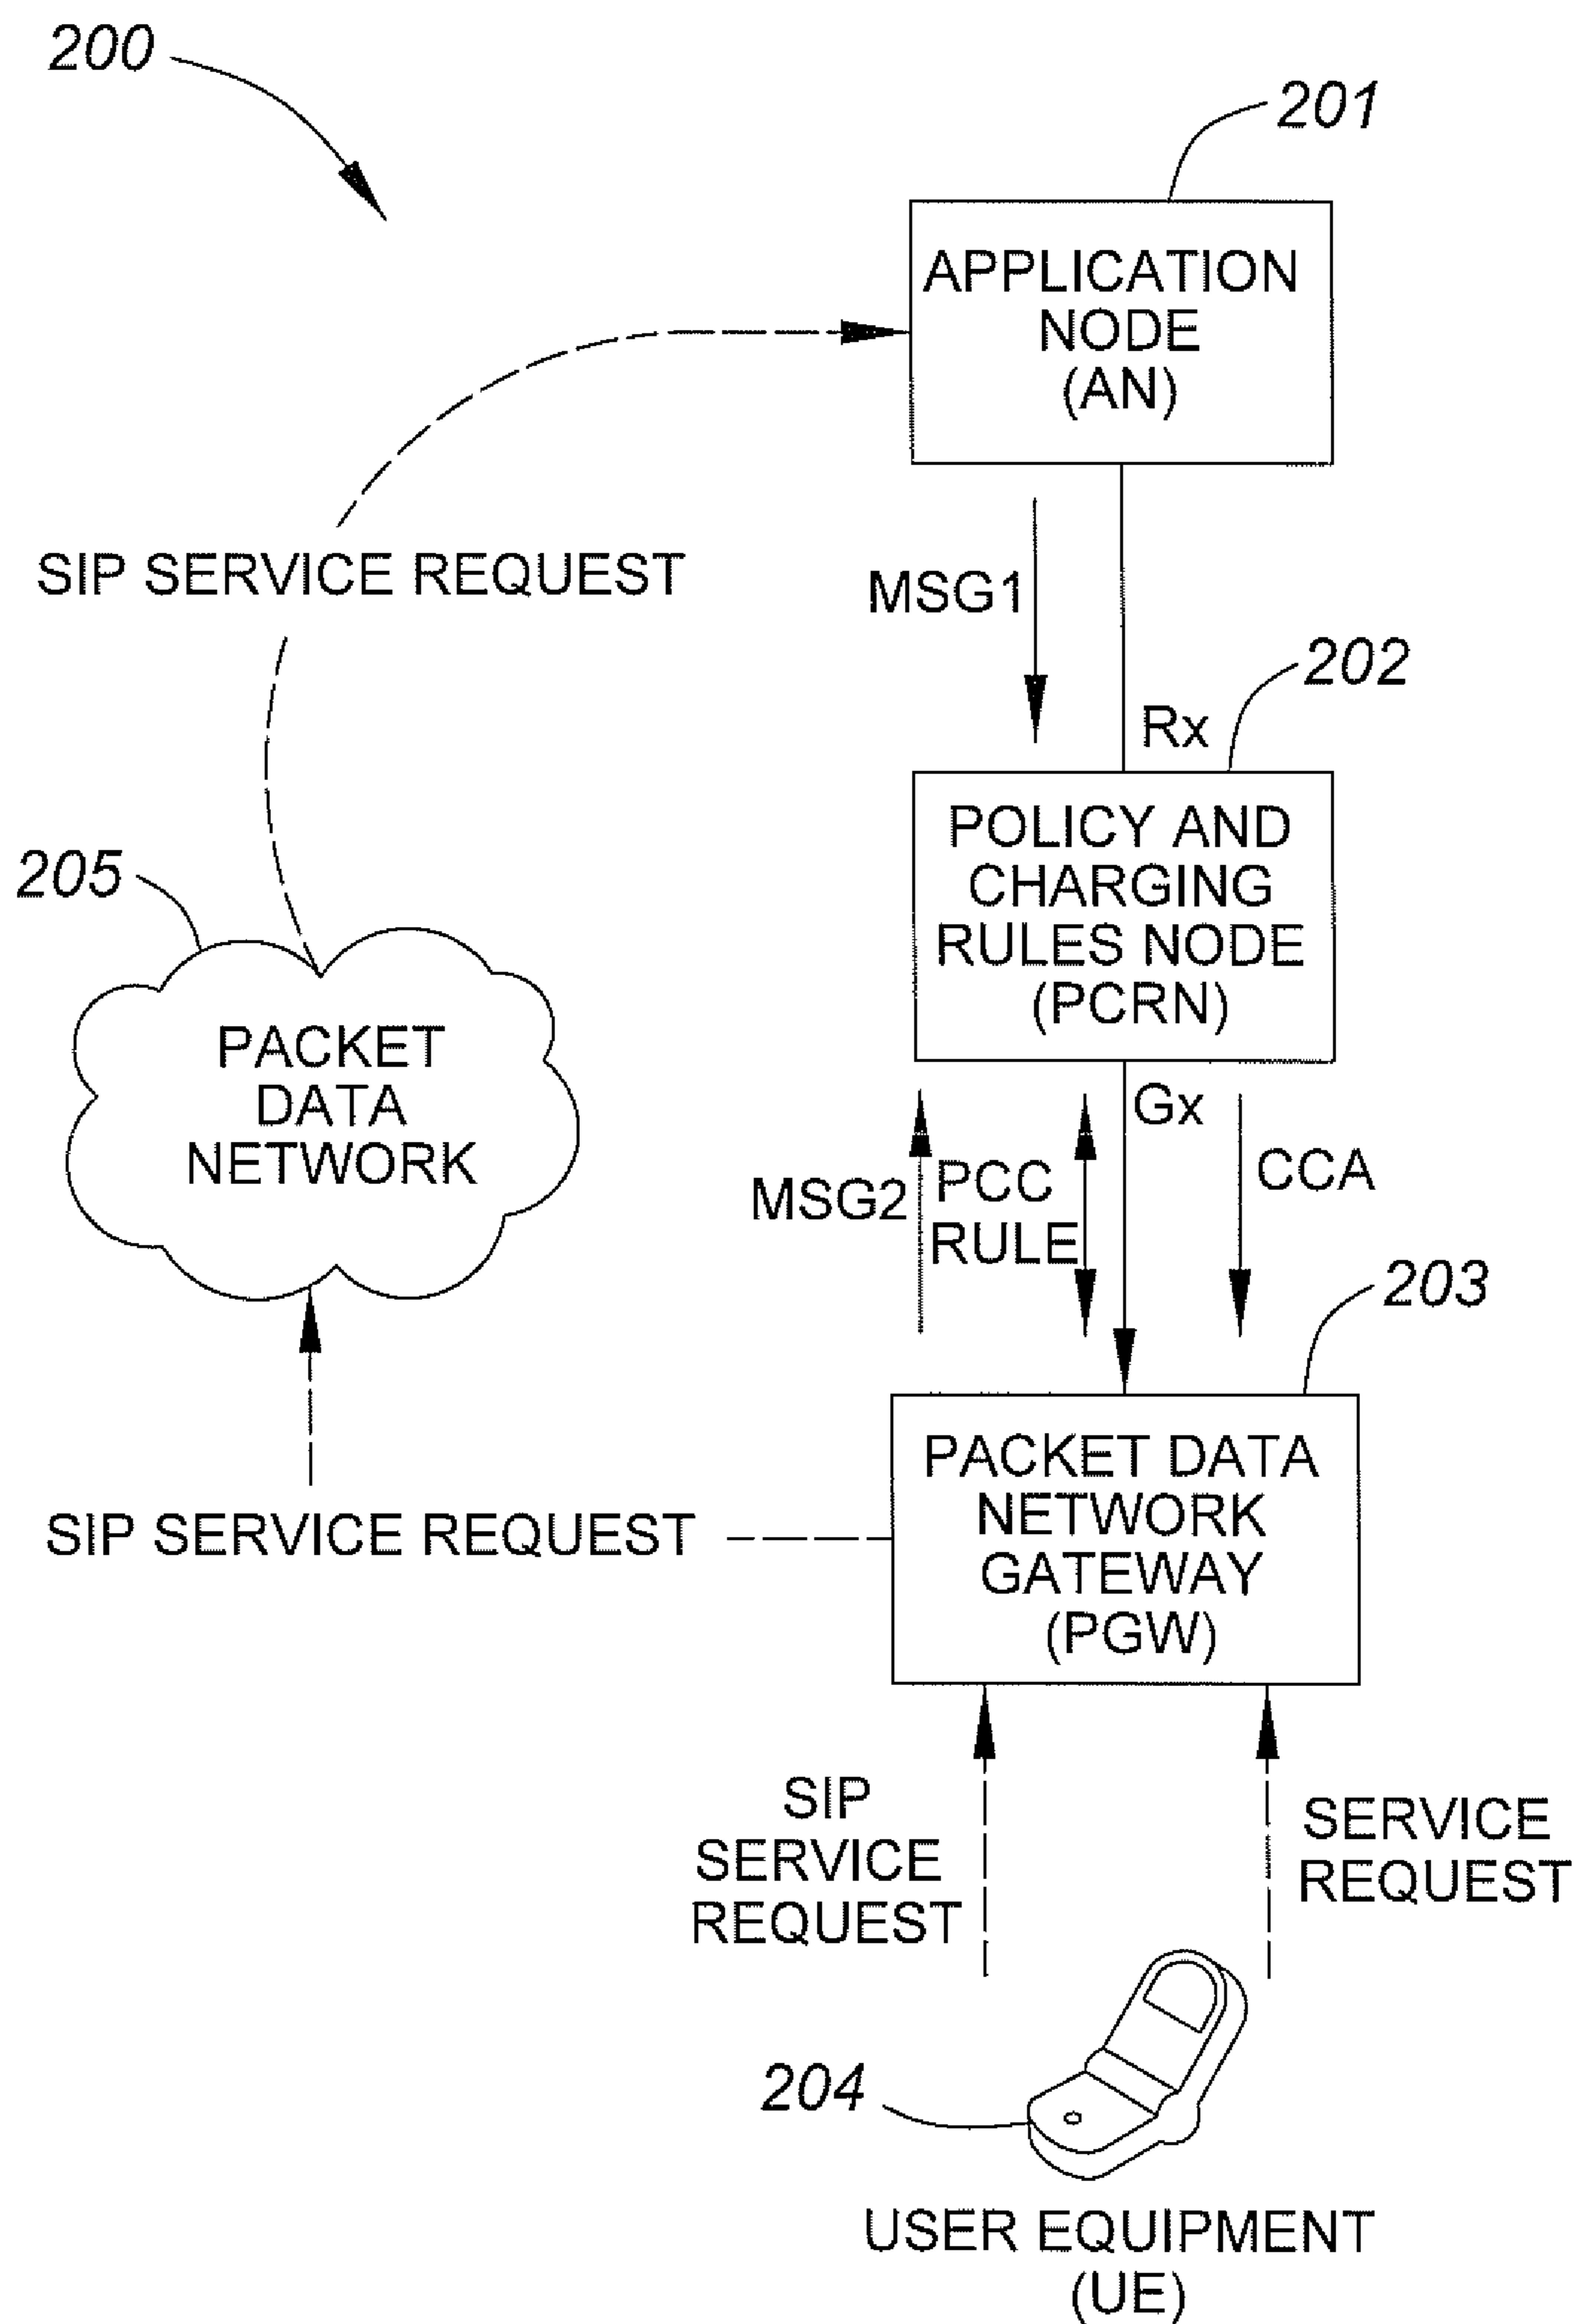 200
201
APPLICATION
NODE
(AN)
SIP SERVICE REQUEST
MSG1
202
Rx
POLICY AND
CHARGING
RULES NODE
(PCRN)
205
PACKET
DATA
NETWORK
Gx
MSG2
PCC
RULE
CCA
203
PACKET DATA
NETWORK
GATEWAY
(PGW)
SIP SERVICE REQUEST
SIP
SERVICE
REQUEST
SERVICE
REQUEST
204
USER EQUIPMENT
(UE)